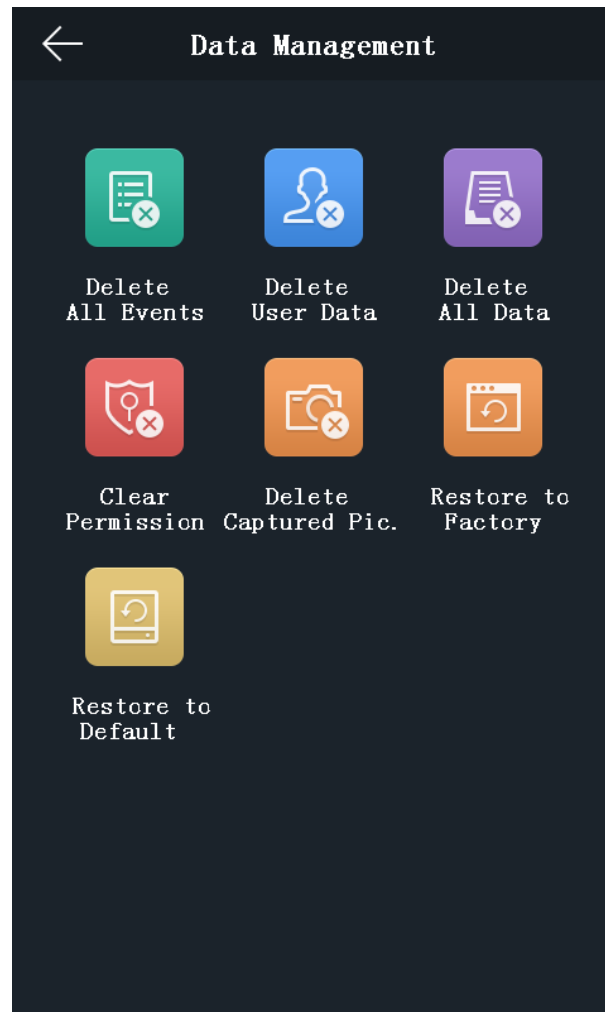 Data Management
Delete
All Events
Delete
User Data
Delete
All Data
Clear
Permission
Delete
Captured Pic.
Restore to
Factory
Restore to
Default